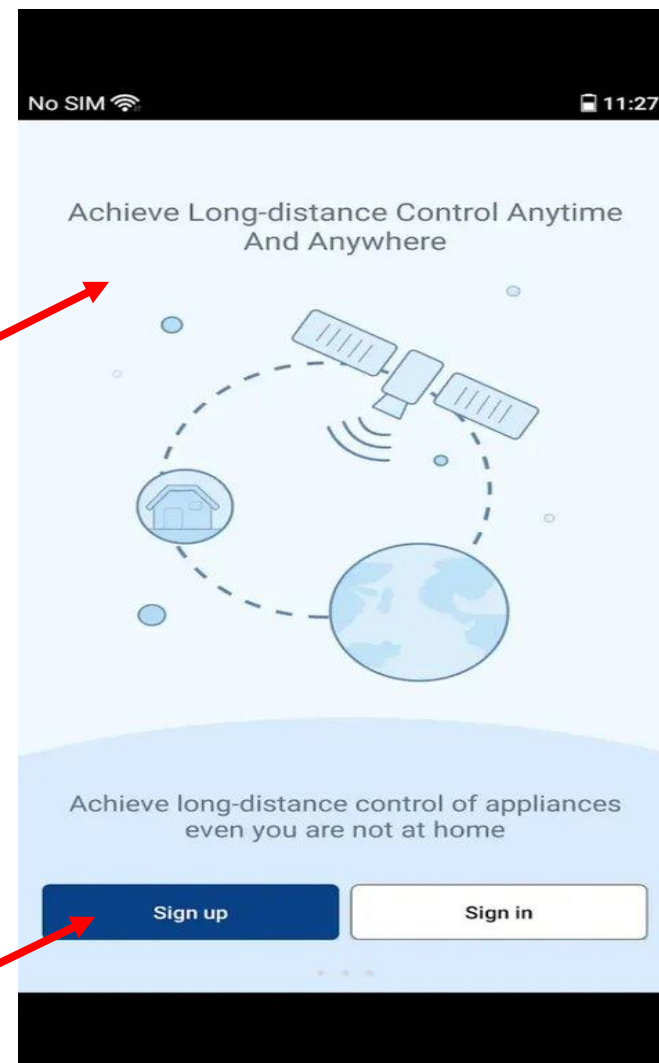 No SIM 11:27
Achieve Long-distance Control Anytime
And Anywhere
Achieve long-distance control of appliances
even you are not at home
Sign up Sign in